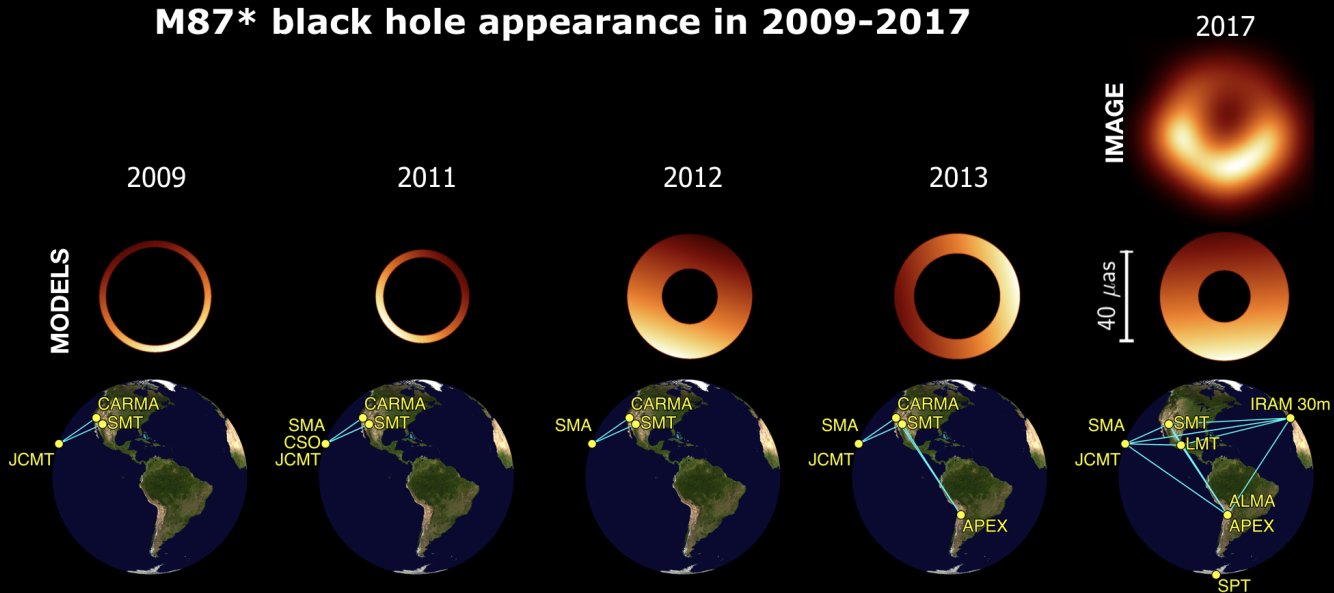 M87* black hole appearance in 2009-2017
2017
IMAGE
2009
2011
2012
2013
MODELS
40 μas
CARMA
SMT
JCMT
CARMA
SMA
SMT
CSO
JCMT
CARMA
SMA
SMT
CARMA
SMA
SMT
JCMT
APEX
IRAM 30m
SMA
SMT
LMT
JCMT
ALMA
APEX
SPT